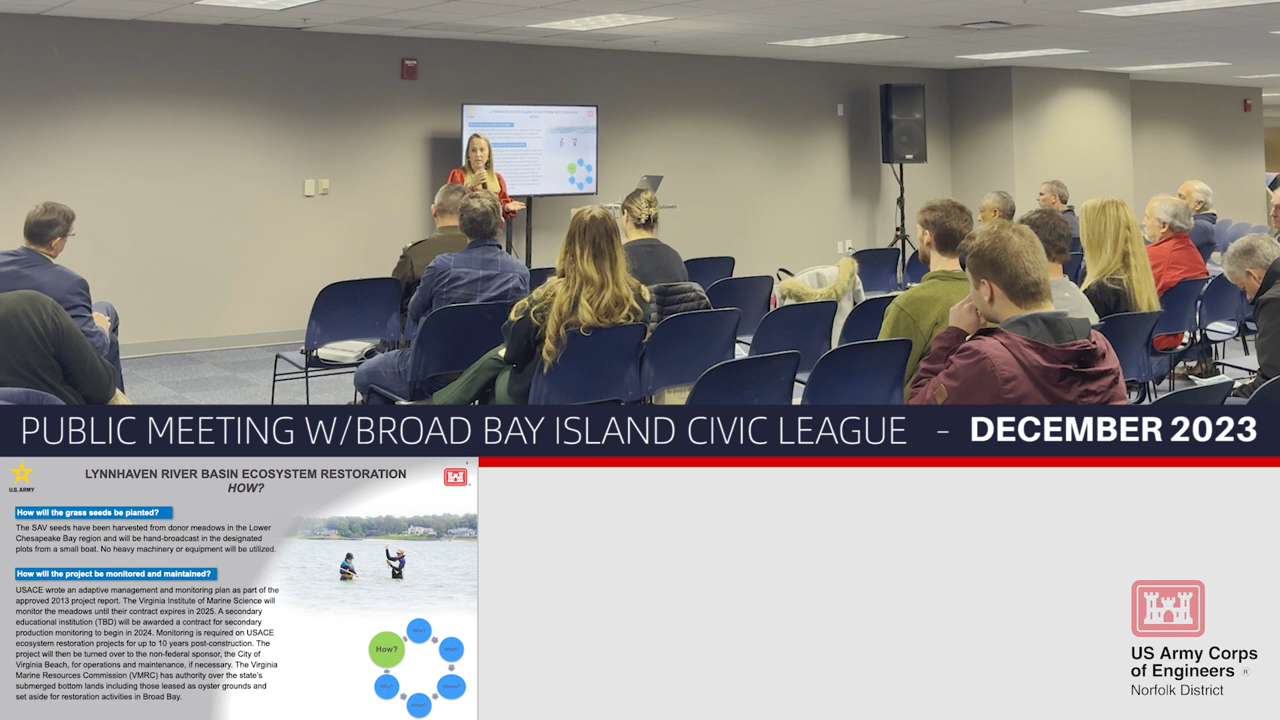 PUBLIC MEETING W/BROAD BAY ISLAND CIVIC LEAGUE - DECEMBER 2023
U.S. ARMY
LYNNHAVEN RIVER BASIN ECOSYSTEM RESTORATION
HOW?
How will the grass seeds be planted?
The SAV seeds have been harvested from donor meadows in the Lower
Chesapeake Bay region and will be hand-broadcast in the designated
plots from a small boat. No heavy machinery or equipment will be utilized.
How will the project be monitored and maintained?
USACE wrote an adaptive management and monitoring plan as part of the
approved 2013 project report. The Virginia Institute of Marine Science will
monitor the meadows until their contract expires in 2025. A secondary
educational institution (TBD) will be awarded a contract for secondary
production monitoring to begin in 2024. Monitoring is required on USACE
ecosystem restoration projects for up to 10 years post-construction. The
project will then be turned over to the non-federal sponsor, the City of
Virginia Beach, for operations and maintenance, if necessary. The Virginia
Marine Resources Commission (VMRC) has authority over the state's
submerged bottom lands including those leased as oyster grounds and
set aside for restoration activities in Broad Bay.
How?
US Army Corps
of Engineers ®
Norfolk District